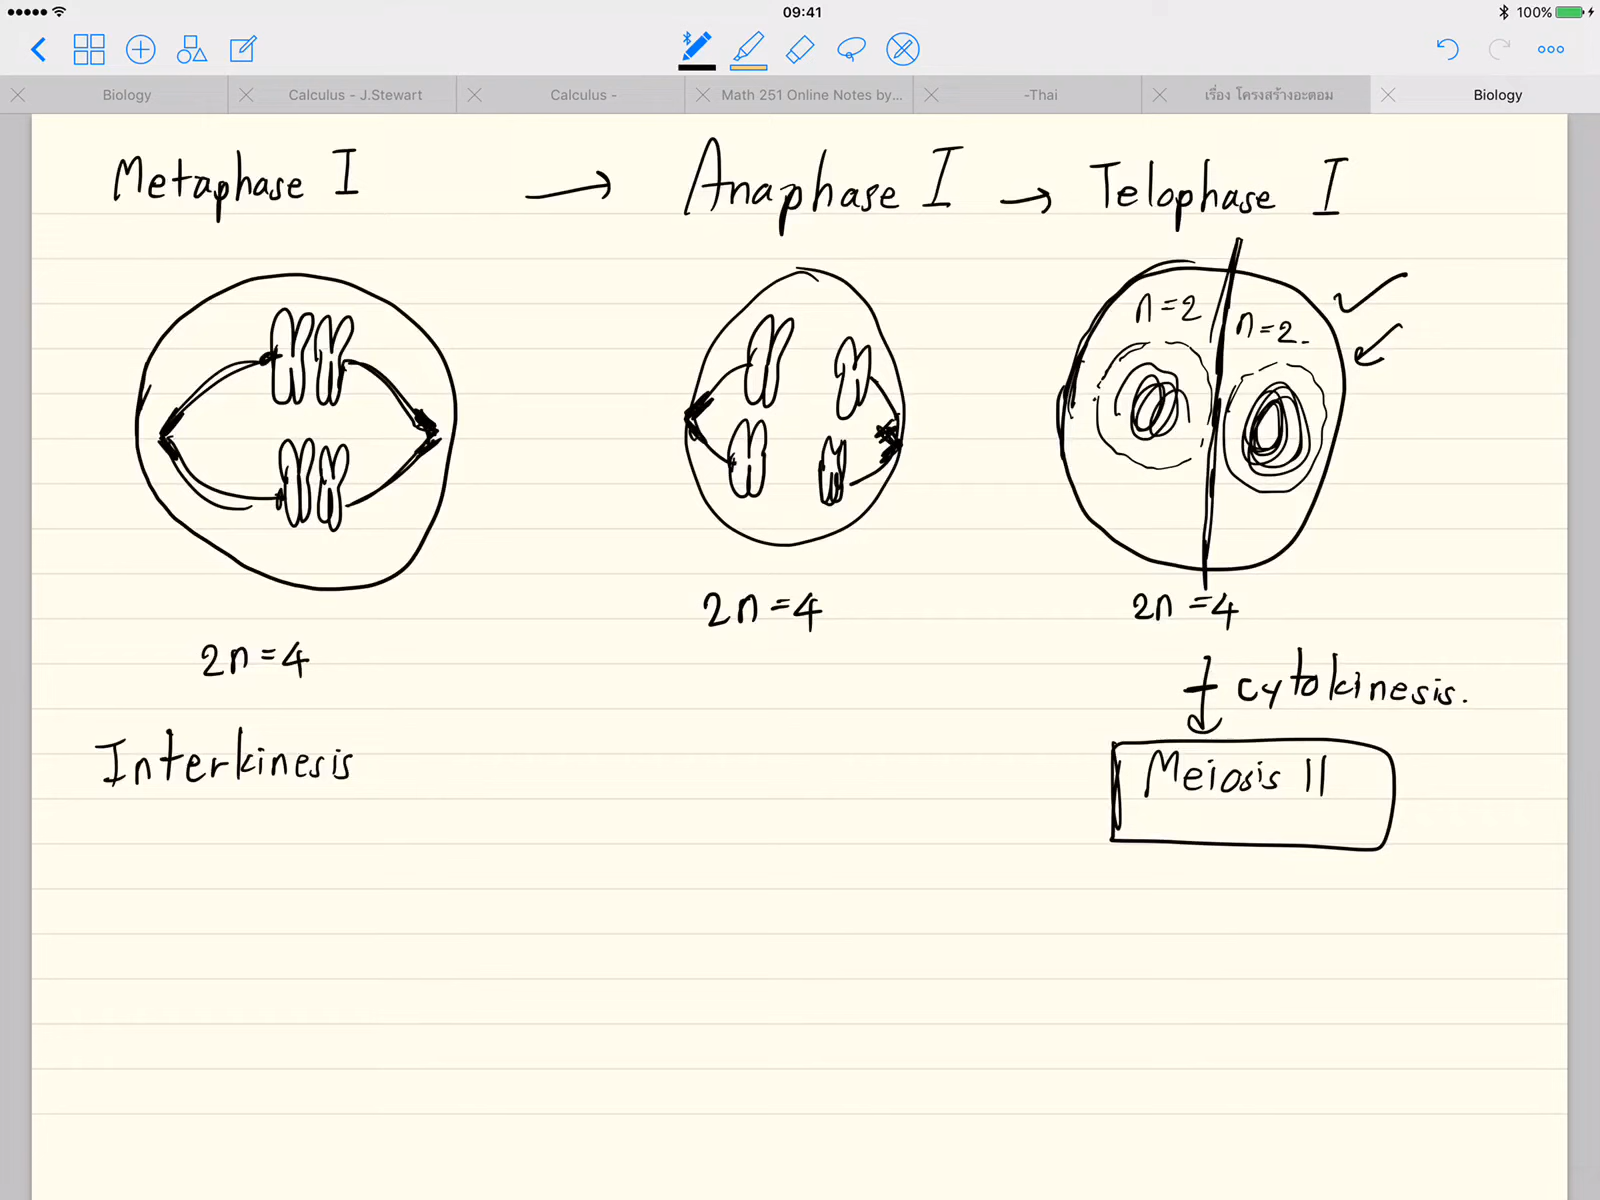 09:41
100%
Biology
Calculus - J.Stewart
Calculus -
Math 251 Online Notes by...
-Thai
เรื่อง โครงสร้างอะตอม
Biology
Metaphase I → Anaphase I → Telophase I
n=2
n=2.
2n=4
2n=4
2n=4
+ cytokinesis.
Interkinesis
Meiosis II